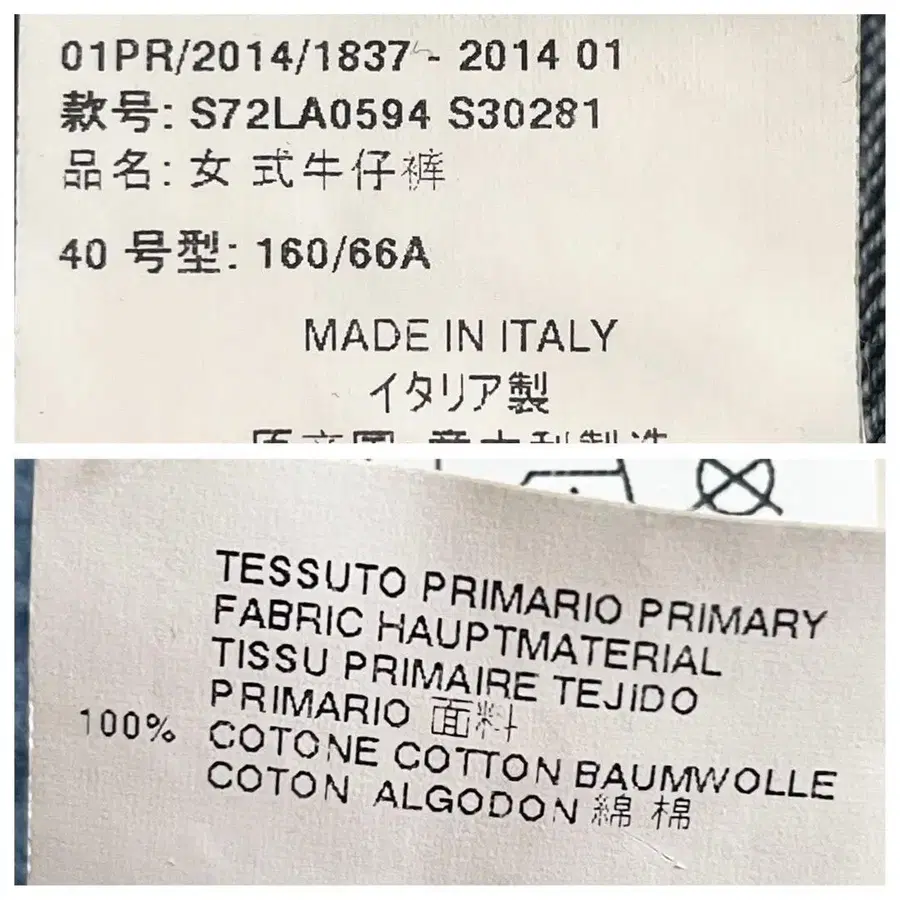 01PR/2014/1837 - 2014 01
款号: S72LA0594 S30281
品名: 女 式牛仔裤
40 号型: 160/66A
MADE IN ITALY
イタリア製
TESSUTO PRIMARIO PRIMARY
FABRIC HAUPTMATERIAL
TISSU PRIMAIRE TEJIDO
PRIMARIO 面料
100% COTONE COTTON BAUMWOLLE
COTON ALGODON 綿 棉